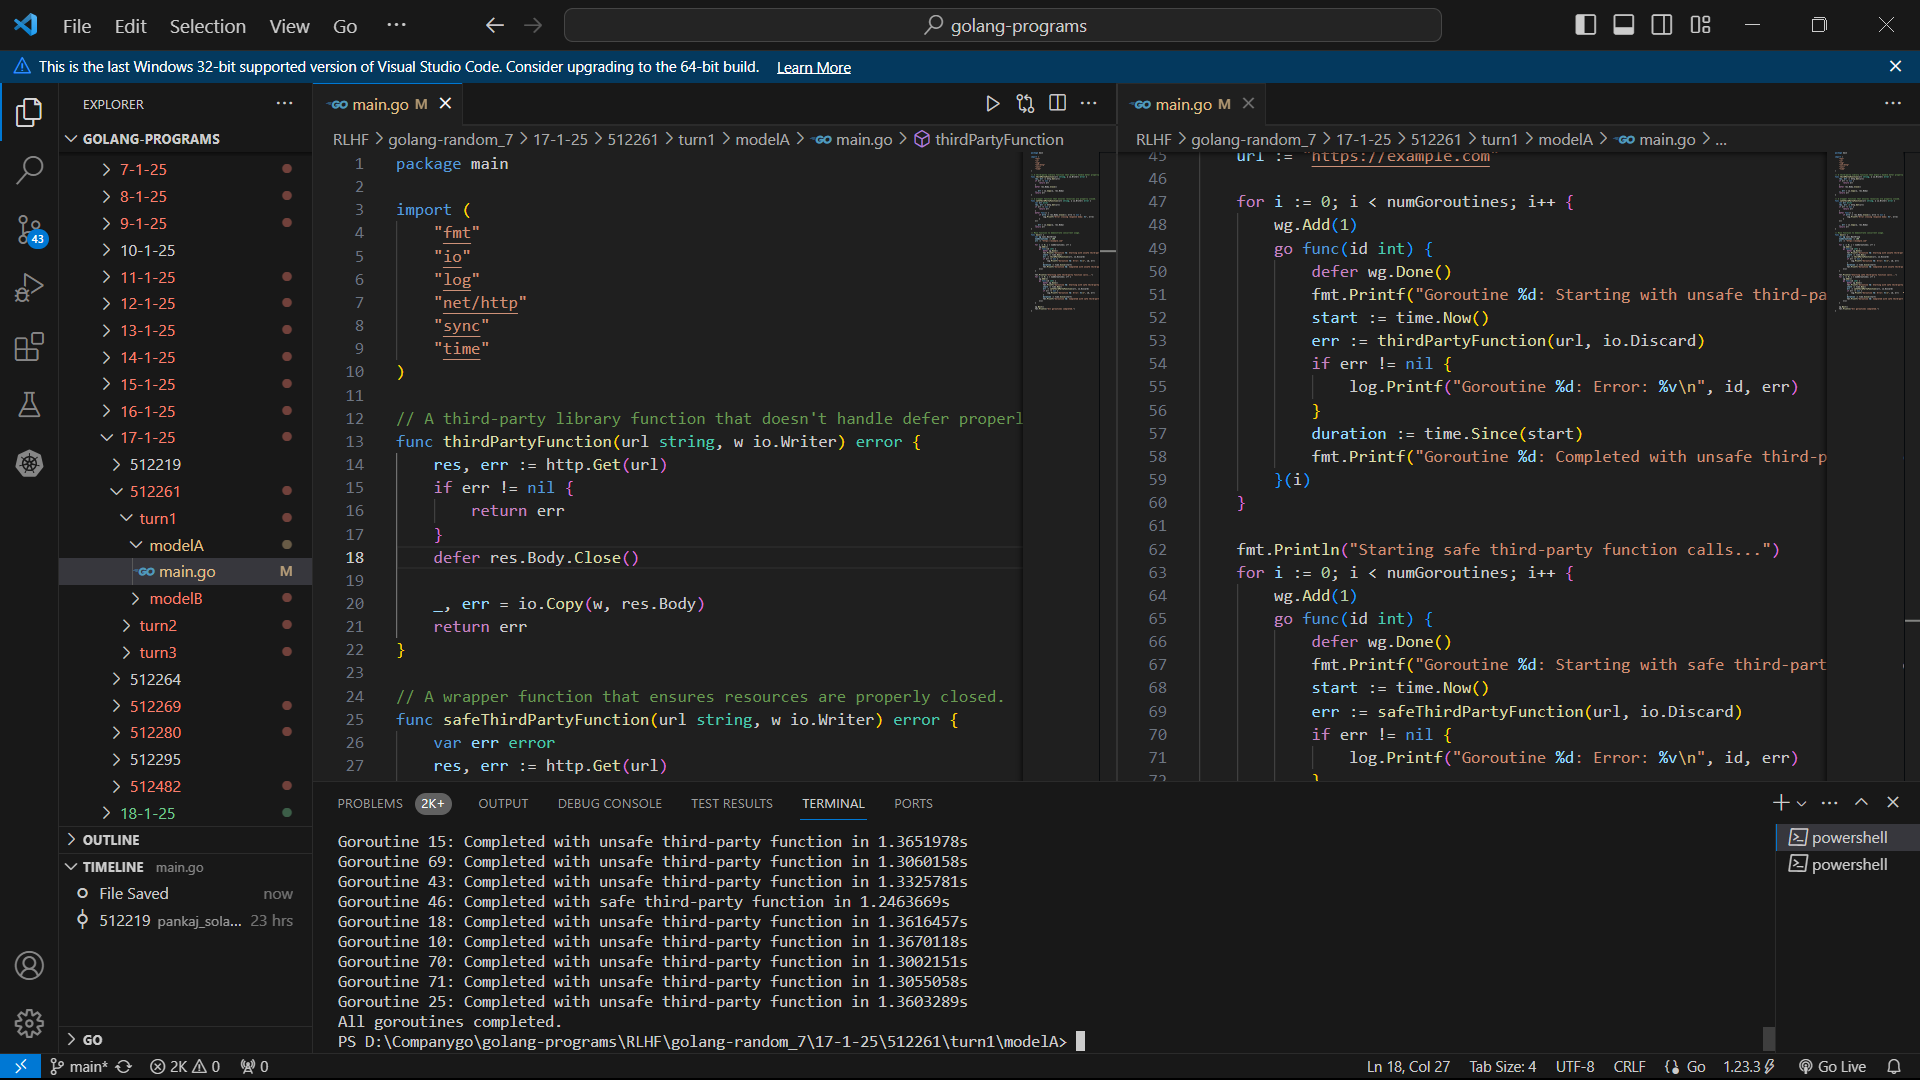 File Edit Selection View Go ···
golang-programs
This is the last Windows 32-bit supported version of Visual Studio Code. Consider upgrading to the 64-bit build. Learn More
EXPLORER
GOLANG-PROGRAMS
7-1-25
8-1-25
9-1-25
10-1-25
11-1-25
12-1-25
13-1-25
14-1-25
15-1-25
16-1-25
17-1-25
512219
512261
turn1
modelA
main.go M
modelB
turn2
turn3
512264
512269
512280
512295
512482
18-1-25
OUTLINE
TIMELINE main.go
File Saved now
512219 pankaj_sola... 23 hrs
GO
43
main.go M
RLHF > golang-random_7 > 17-1-25 > 512261 > turn1 > modelA > main.go > thirdPartyFunction
1 package main
2
3 import (
4 "fmt"
5 "io"
6 "log"
7 "net/http"
8 "sync"
9 "time"
10 )
11
12 // A third-party library function that doesn't handle defer properl
13 func thirdPartyFunction(url string, w io.Writer) error {
14 res, err := http.Get(url)
15 if err != nil {
16 return err
17 }
18 defer res.Body.Close()
19
20 _, err = io.Copy(w, res.Body)
21 return err
22 }
23
24 // A wrapper function that ensures resources are properly closed.
25 func safeThirdPartyFunction(url string, w io.Writer) error {
26 var err error
27 res, err := http.Get(url)
main.go M
RLHF > golang-random_7 > 17-1-25 > 512261 > turn1 > modelA > main.go > ...
45 url := "https://example.com"
46
47 for i := 0; i < numGoroutines; i++ {
48 wg.Add(1)
49 go func(id int) {
50 defer wg.Done()
51 fmt.Printf("Goroutine %d: Starting with unsafe third-pa
52 start := time.Now()
53 err := thirdPartyFunction(url, io.Discard)
54 if err != nil {
55 log.Printf("Goroutine %d: Error: %v\n", id, err)
56 }
57 duration := time.Since(start)
58 fmt.Printf("Goroutine %d: Completed with unsafe third-p
59 }(i)
60 }
61
62 fmt.Println("Starting safe third-party function calls...")
63 for i := 0; i < numGoroutines; i++ {
64 wg.Add(1)
65 go func(id int) {
66 defer wg.Done()
67 fmt.Printf("Goroutine %d: Starting with safe third-part
68 start := time.Now()
69 err := safeThirdPartyFunction(url, io.Discard)
70 if err != nil {
71 log.Printf("Goroutine %d: Error: %v\n", id, err)
72 }
PROBLEMS 2K+ OUTPUT DEBUG CONSOLE TEST RESULTS TERMINAL PORTS
Goroutine 15: Completed with unsafe third-party function in 1.3651978s
Goroutine 69: Completed with unsafe third-party function in 1.3060158s
Goroutine 43: Completed with unsafe third-party function in 1.3325781s
Goroutine 46: Completed with safe third-party function in 1.2463669s
Goroutine 18: Completed with unsafe third-party function in 1.3616457s
Goroutine 10: Completed with unsafe third-party function in 1.3670118s
Goroutine 70: Completed with unsafe third-party function in 1.3002151s
Goroutine 71: Completed with unsafe third-party function in 1.3055058s
Goroutine 25: Completed with unsafe third-party function in 1.3603289s
All goroutines completed.
PS D:\Companygo\golang-programs\RLHF\golang-random_7\17-1-25\512261\turn1\modelA>
powershell
powershell
main* 2K 0 0
Ln 18, Col 27 Tab Size: 4 UTF-8 CRLF Go 1.23.3 Go Live